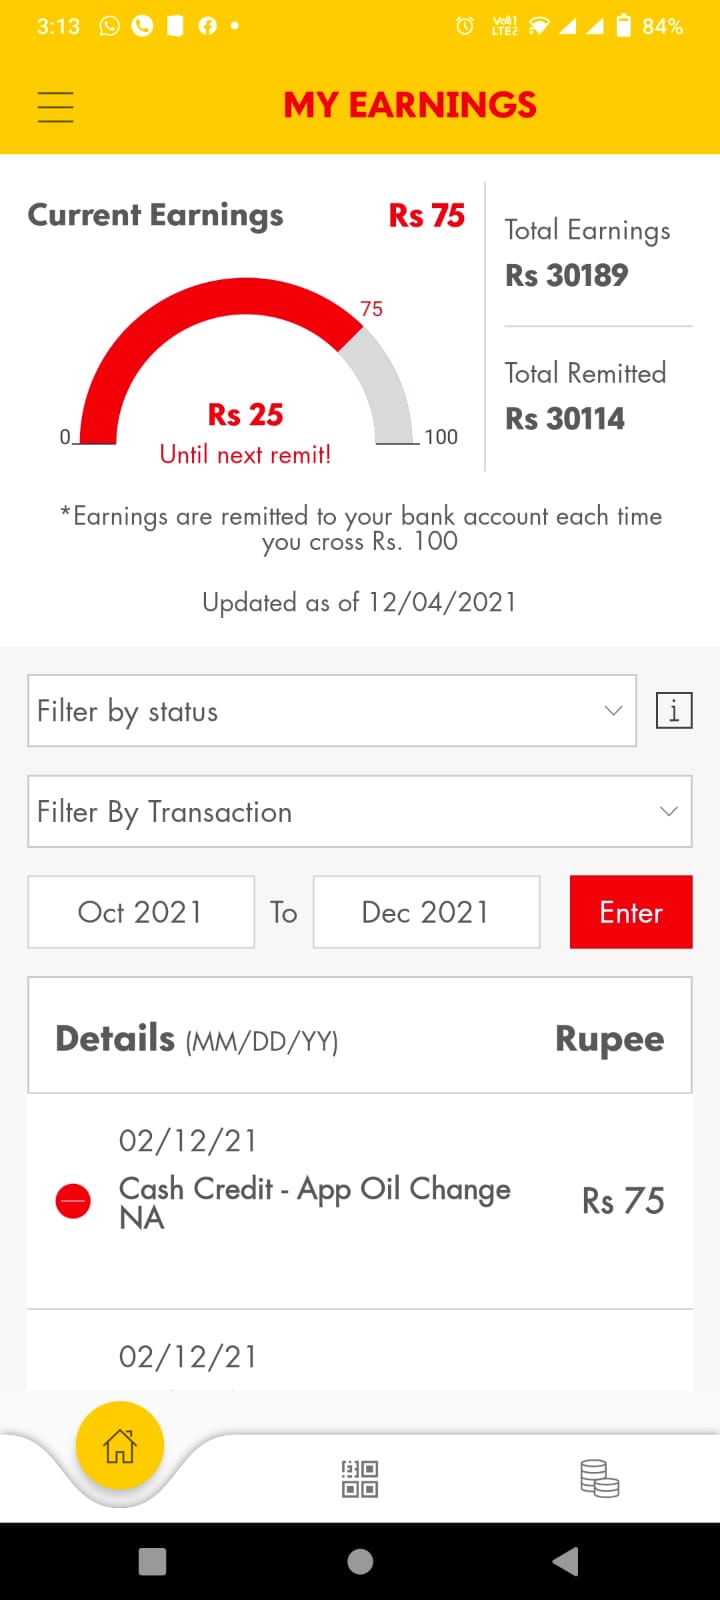 3:13
Vo)) 1
LTE2
84%
MY EARNINGS
Current Earnings
Rs 75
75
0
100
Rs 25
Until next remit!
Total Earnings
Rs 30189
Total Remitted
Rs 30114
*Earnings are remitted to your bank account each time
you cross Rs. 100
Updated as of 12/04/2021
Filter by status
i
Filter By Transaction
Oct 2021 To Dec 2021 Enter
Details (MM/DD/YY) Rupee
02/12/21
Cash Credit - App Oil Change
NA
Rs 75
02/12/21